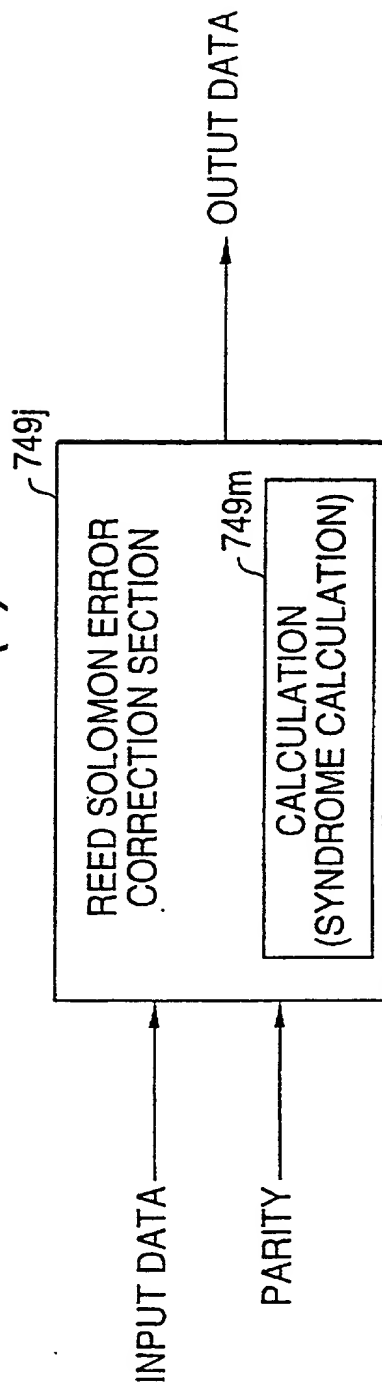 749j
REED SOLOMON ERROR
CORRECTION SECTION
749m
CALCULATION
(SYNDROME CALCULATION)
INPUT DATA
PARITY
OUTUT DATA